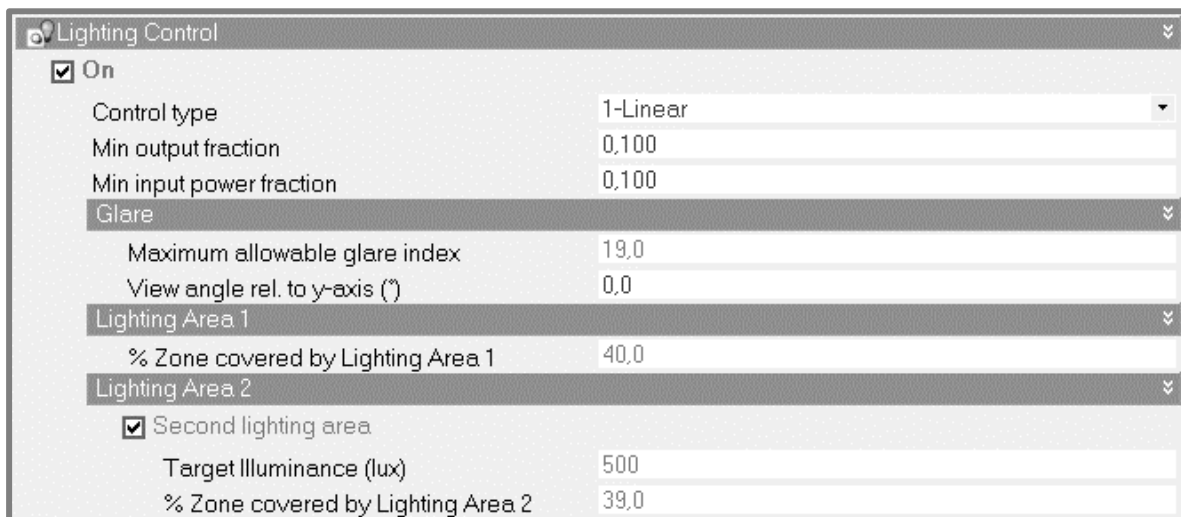 Lighting Control
On
Control type 1-Linear
Min output fraction 0,100
Min input power fraction 0,100
Glare
Maximum allowable glare index 19,0
View angle rel. to y-axis (°) 0,0
Lighting Area 1
% Zone covered by Lighting Area 1 40,0
Lighting Area 2
Second lighting area
Target Illuminance (lux) 500
% Zone covered by Lighting Area 2 39,0